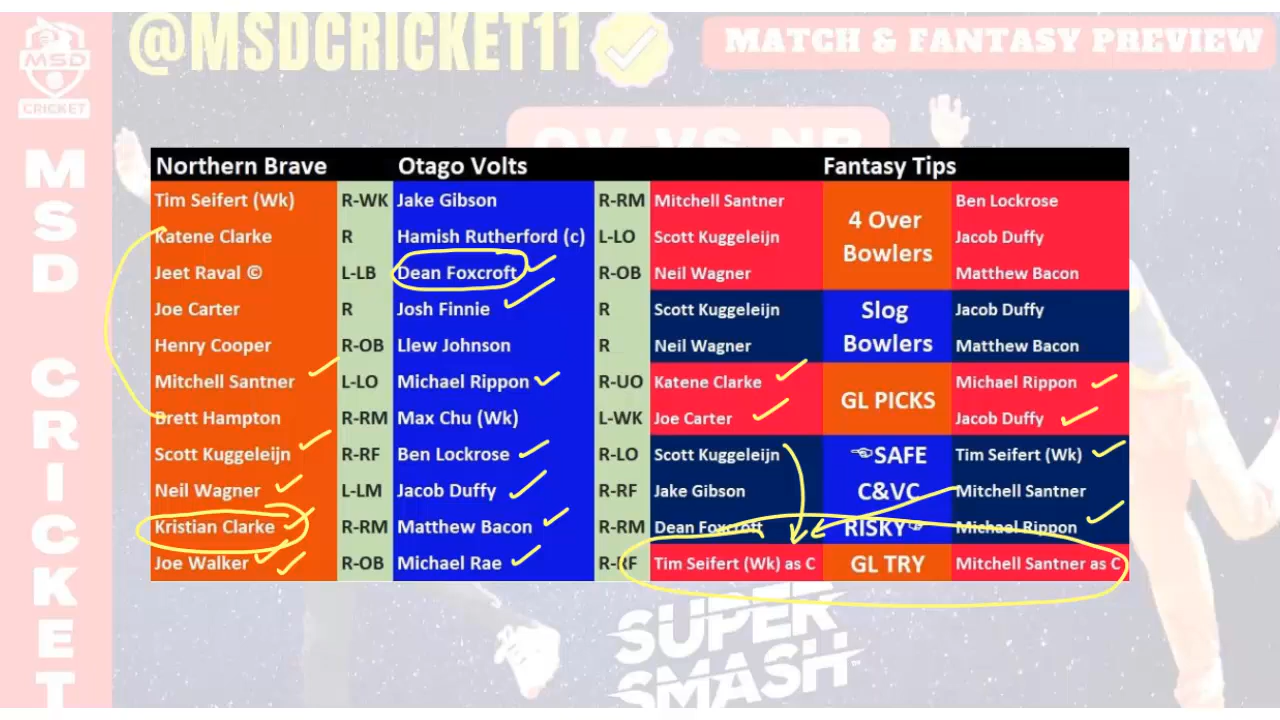 MSD
CRICKET
M
S
D
C
R
I
C
K
E
T
@MSDCRICKET11
MATCH & FANTASY PREVIEW
OV VS NB
Northern Brave Otago Volts Fantasy Tips
Tim Seifert (Wk) R-WK Jake Gibson R-RM Mitchell Santner Ben Lockrose
Katene Clarke R Hamish Rutherford (c) L-LO Scott Kuggeleijn 4 Over Bowlers Jacob Duffy
Jeet Raval © L-LB Dean Foxcroft R-OB Neil Wagner Matthew Bacon
Joe Carter R Josh Finnie R Scott Kuggeleijn Slog Jacob Duffy
Henry Cooper R-OB Llew Johnson R Neil Wagner Bowlers Matthew Bacon
Mitchell Santner L-LO Michael Rippon R-UO Katene Clarke GL PICKS Michael Rippon
Brett Hampton R-RM Max Chu (Wk) L-WK Joe Carter Jacob Duffy
Scott Kuggeleijn R-RF Ben Lockrose R-LO Scott Kuggeleijn ☜SAFE Tim Seifert (Wk)
Neil Wagner L-LM Jacob Duffy R-RF Jake Gibson C&VC Mitchell Santner
Kristian Clarke R-RM Matthew Bacon R-RM Dean Foxcroft RISKY☞ Michael Rippon
Joe Walker R-OB Michael Rae R-RF Tim Seifert (Wk) as C GL TRY Mitchell Santner as C
SUPER
SMASH